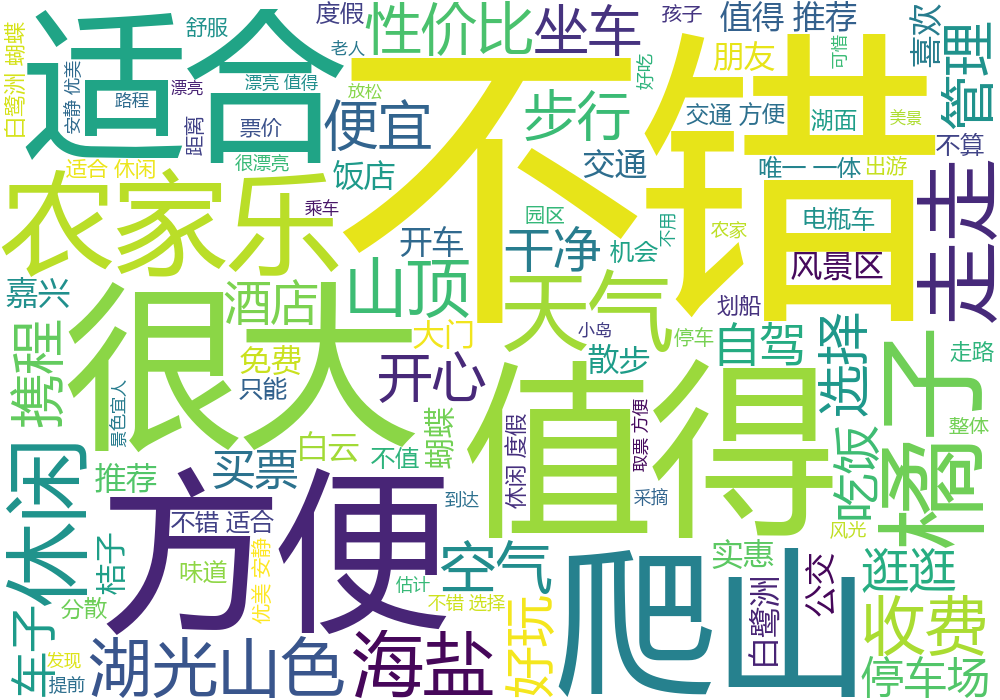 白鹭洲 蝴蝶
适合
舒服
度假
老人
性价比
坐车
孩子
值得 推荐
喜欢
管理
安静 优美
路程
漂亮
漂亮 值得
放松
好吃
朋友
可惜
不错
距离
票价
便宜
步行
交通 方便
湖面
美景
不算
很漂亮
适合 休闲
饭店
交通
唯一 一体
出游
走走
农家乐
乘车
园区
不用
农家
电瓶车
开车
干净
机会
风景区
嘉兴
酒店
山顶
天气
划船
很大
大门
小岛
停车
自驾
选择
橘子
走路
携程
免费
只能
开心
散步
值得
景色宜人
白云
不值
蝴蝶
休闲 度假
取票 方便
吃饭
整体
休闲
推荐
买票
方便
到达
采摘
风光
不错 适合
桔子
味道
优美 安静
空气
实惠
爬山
公交
逛逛
估计
不错 选择
分散
车子
发现
提前
湖光山色
海盐
好玩
白鹭洲
收费
停车场